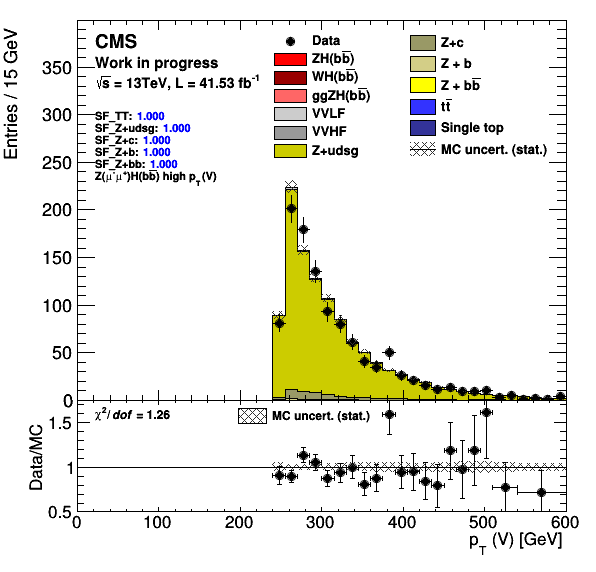 CMS
Work in progress
√s = 13TeV, L = 41.53 fb⁻¹
SF_TT: 1.000
SF_Z+udsg: 1.000
SF_Z+c: 1.000
SF_Z+b: 1.000
SF_Z+bb: 1.000
Z(μ⁻μ⁺)H(bb̅) high p_T (V)
Data
ZH(bb̅)
WH(bb̅)
ggZH(bb̅)
VVLF
VVHF
Z+udsg
Z+c
Z + b
Z + bb̅
tt̅
Single top
MC uncert. (stat.)
Entries / 15 GeV
350
300
250
200
150
100
50
0
χ²/dof = 1.26
MC uncert. (stat.)
Data/MC
1.5
1
0.5
0 100 200 300 400 500 600
p_T (V) [GeV]